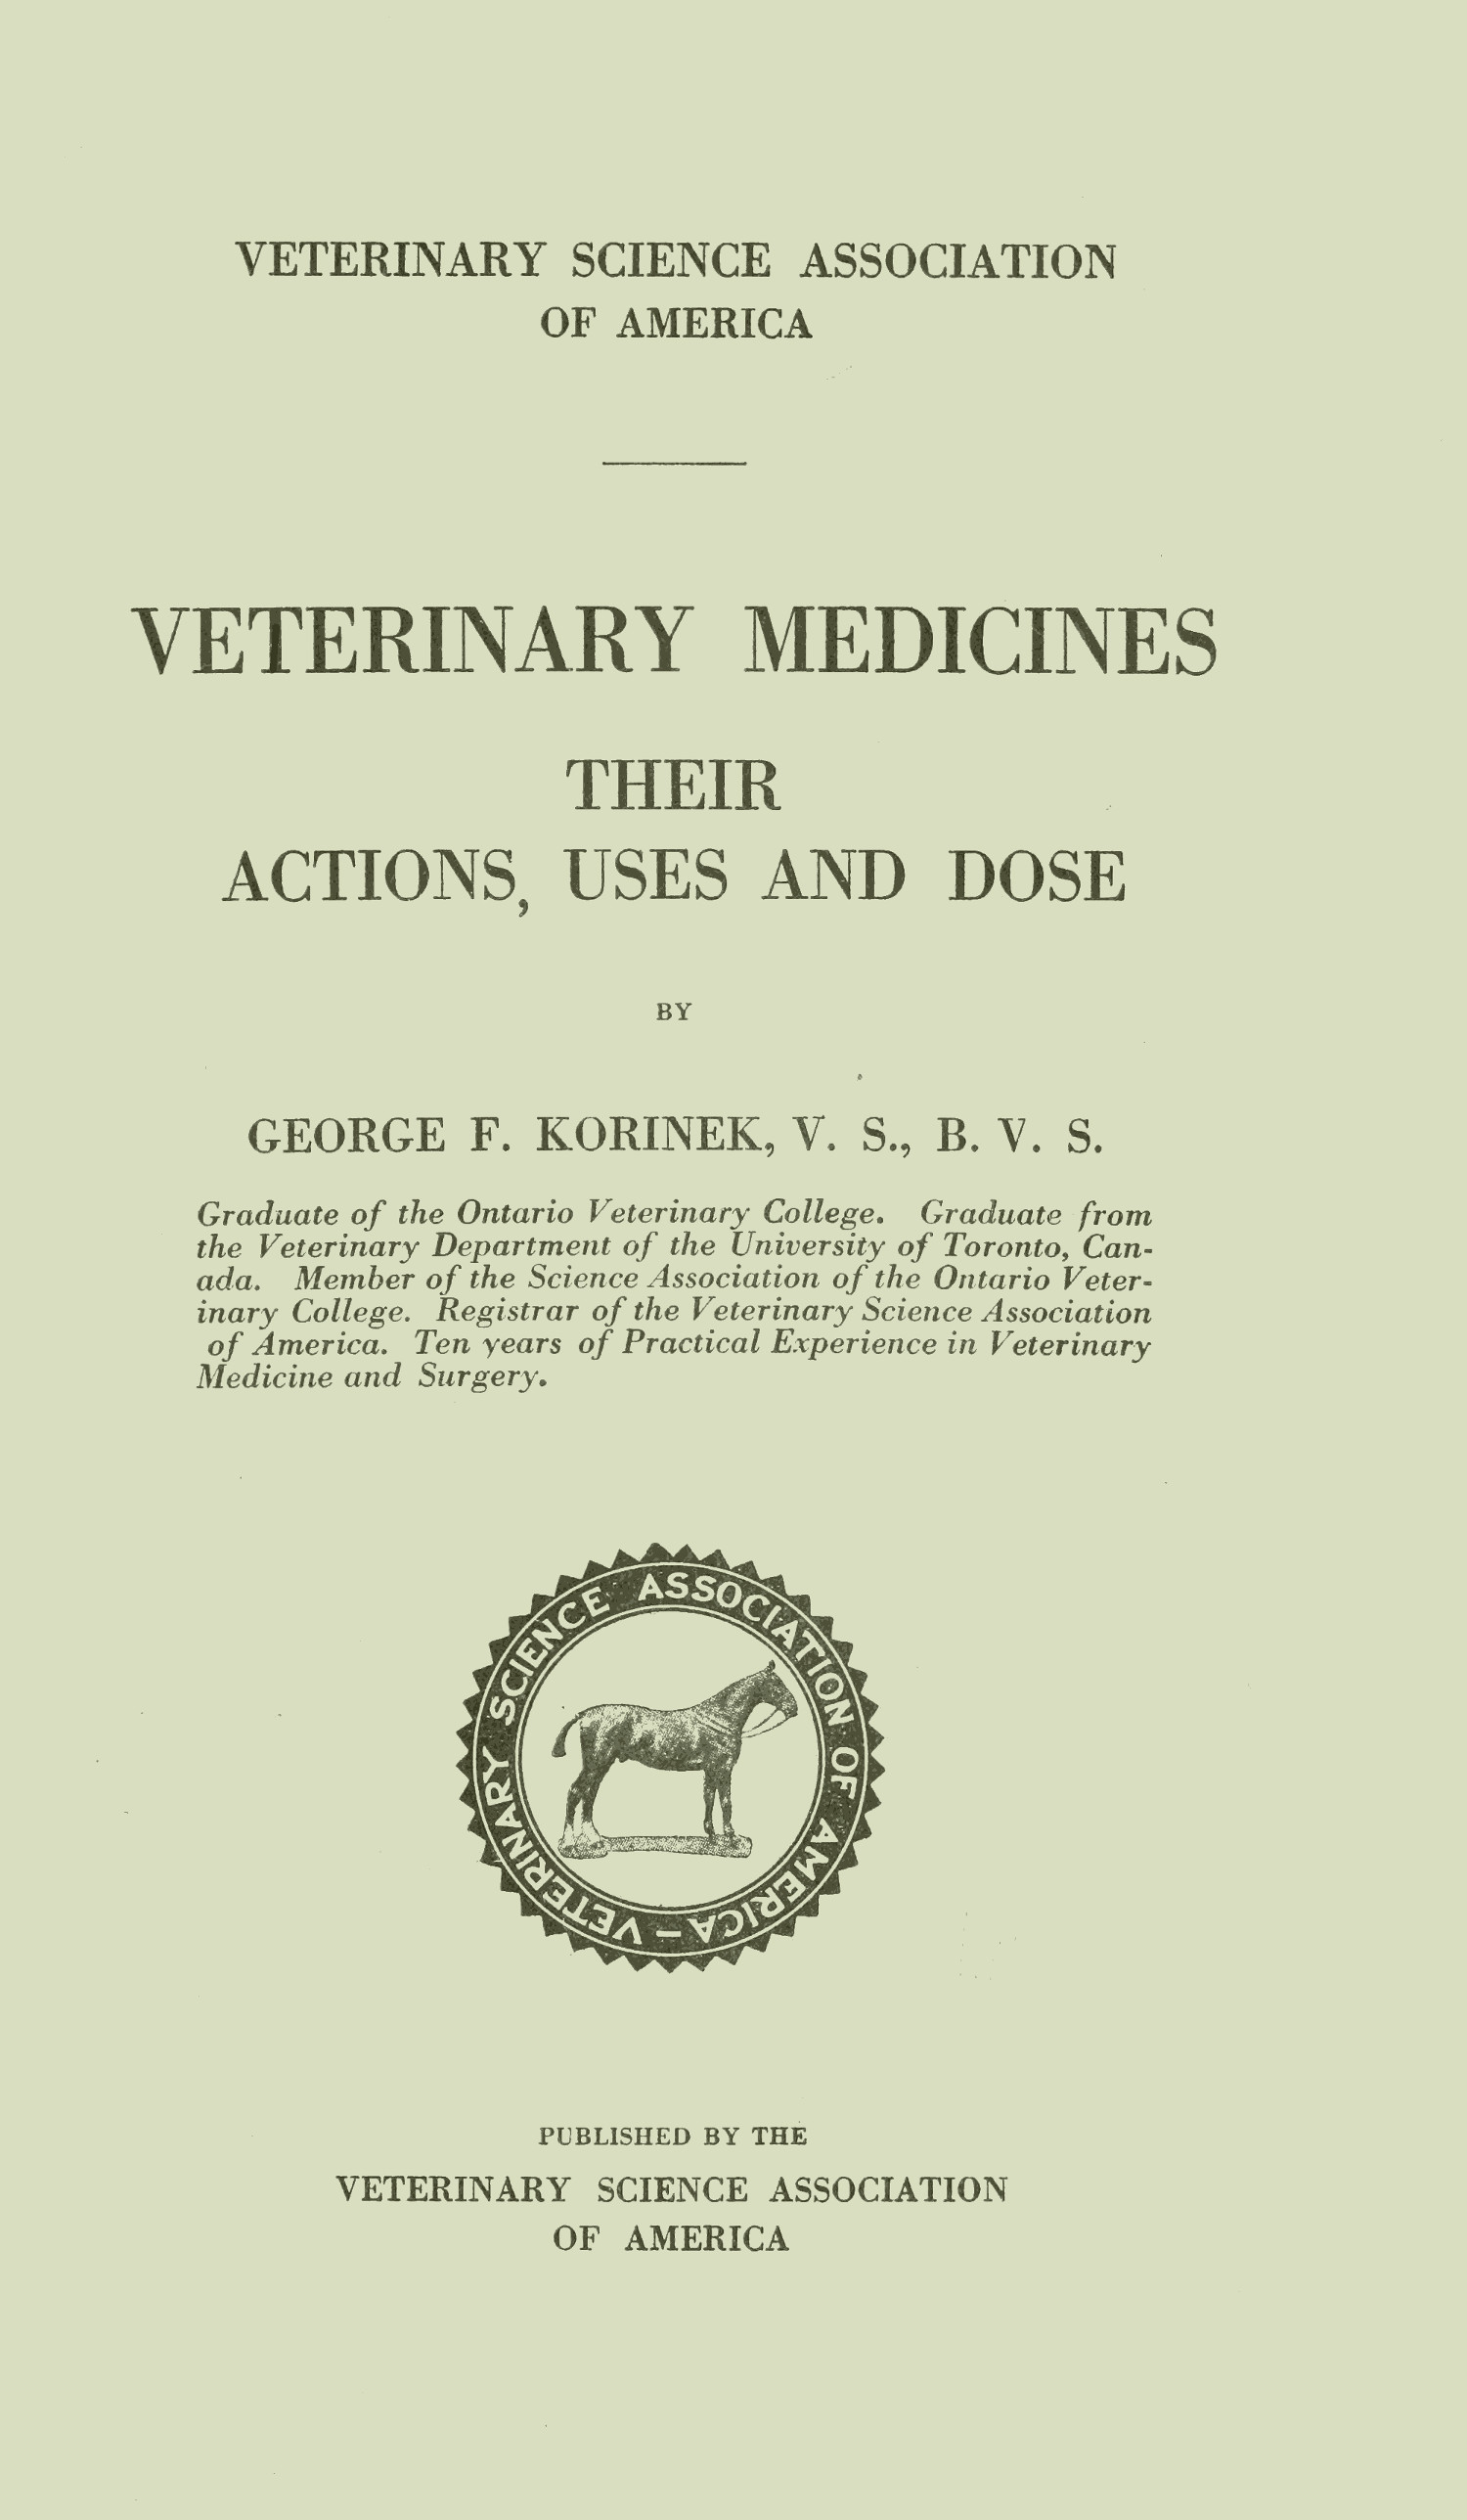 VETERINARY SCIENCE ASSOCIATION
OF AMERICA
VETERINARY MEDICINES
THEIR
ACTIONS, USES AND DOSE
BY
GEORGE F. KORINEK, V. S., B. V. S.
Graduate of the Ontario Veterinary College. Graduate from
the Veterinary Department of the University of Toronto, Can-
ada. Member of the Science Association of the Ontario Veter-
inary College. Registrar of the Veterinary Science Association
of America. Ten years of Practical Experience in Veterinary
Medicine and Surgery.
VETERINARY SCIENCE ASSOCIATION OF AMERICA –
PUBLISHED BY THE
VETERINARY SCIENCE ASSOCIATION
OF AMERICA